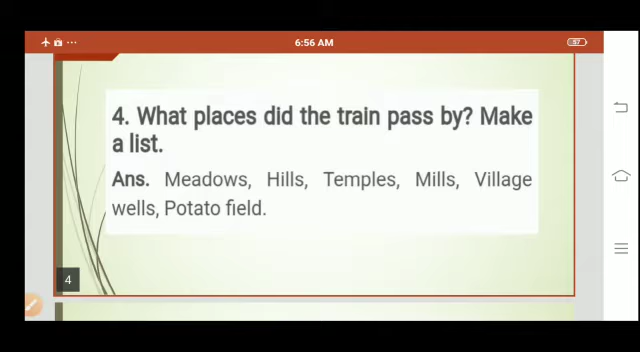 6:56 AM
57
4. What places did the train pass by? Make
a list.
Ans. Meadows, Hills, Temples, Mills, Village
wells, Potato field.
4